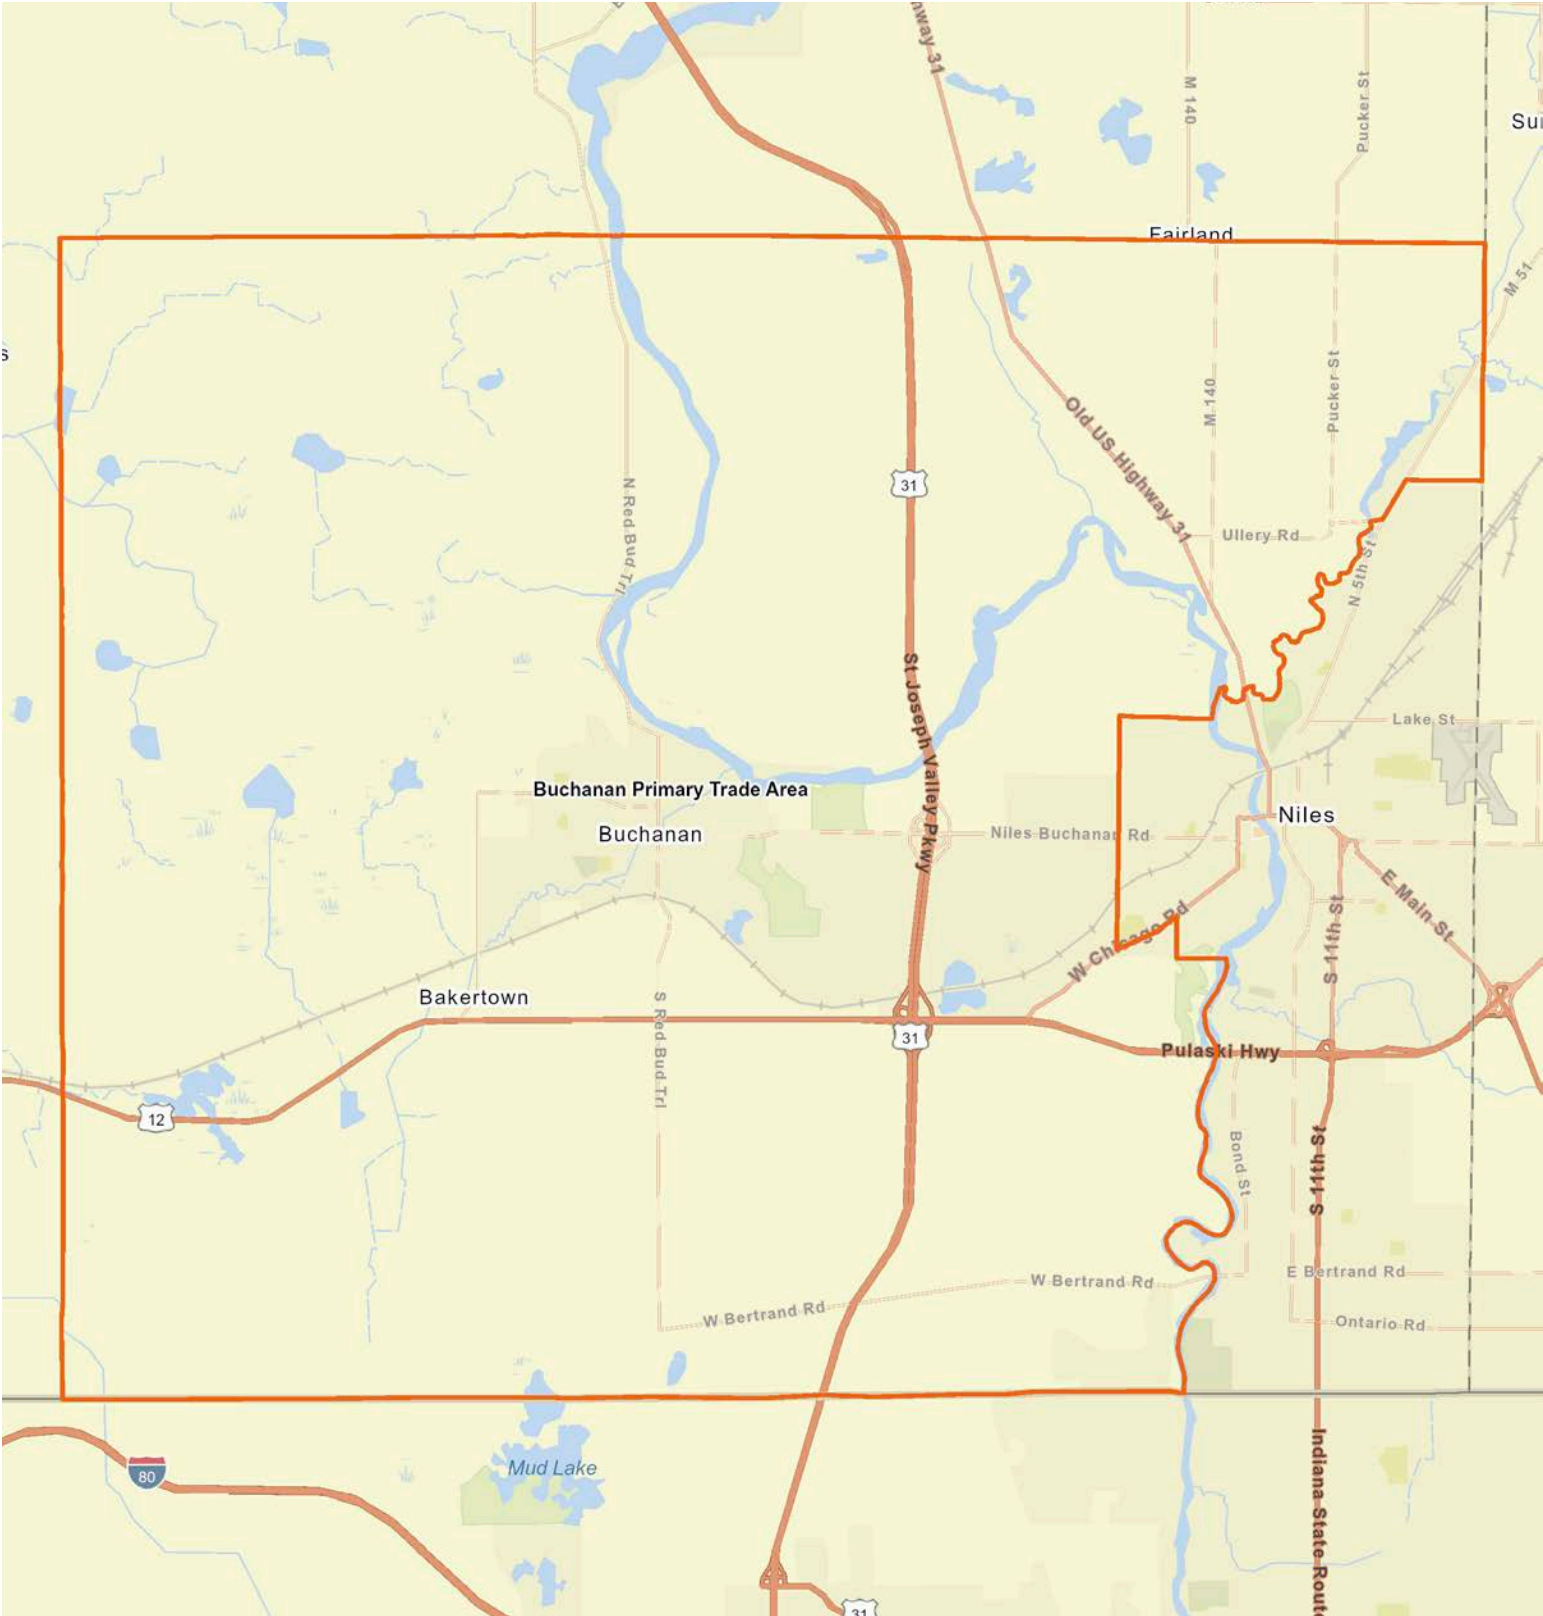 hway 31
M 140
Pucker St
Sui
Fairland
M 51
s
M 140
Pucker St
Old US Highway 31
31
N Red Bud Trl
Ullery Rd
N 5th St
St Joseph Valley Pkwy
Lake St
Buchanan Primary Trade Area
Buchanan
Niles Buchanan Rd
Niles
E Main St
W Chicago Rd
S 11th St
Bakertown
S Red Bud Trl
31
Pulaski Hwy
12
Bond St
S 11th St
W Bertrand Rd
E Bertrand Rd
W Bertrand Rd
Ontario Rd
80
Mud Lake
Indiana State Route
31